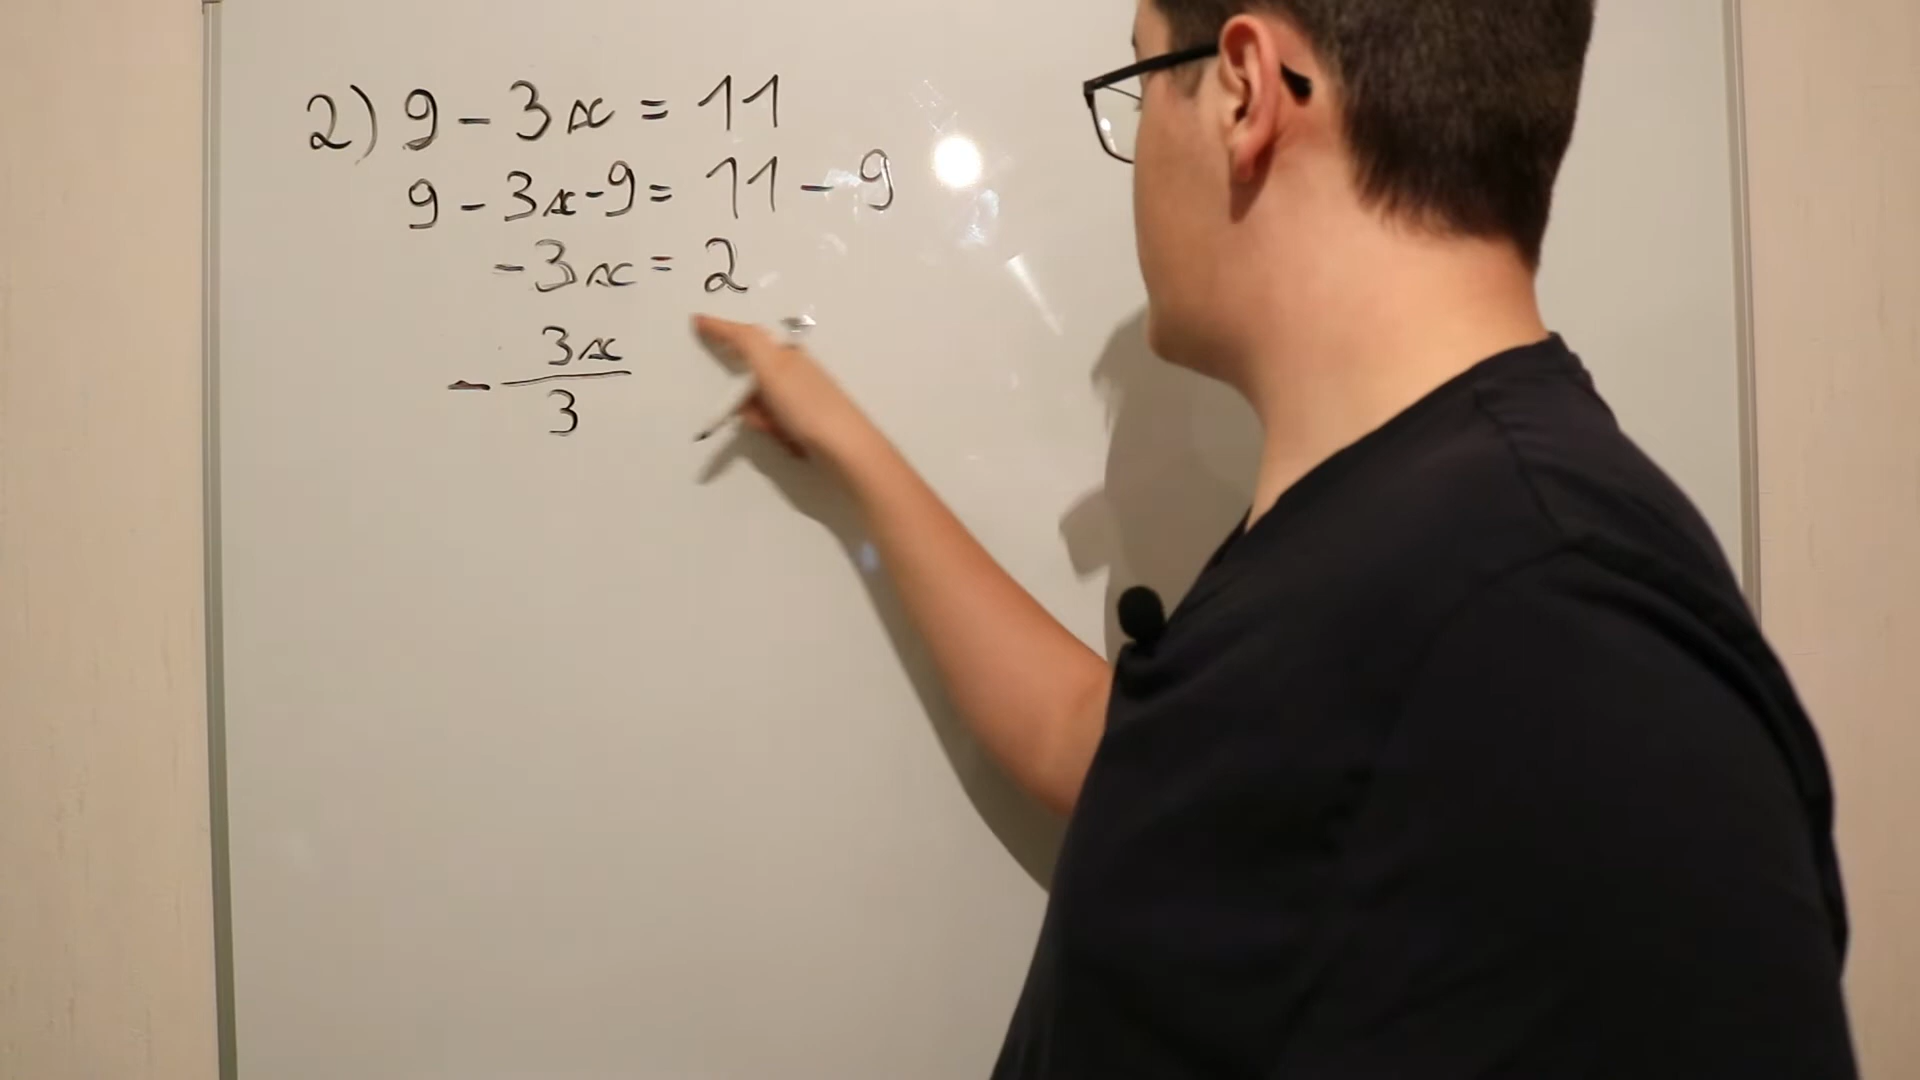 2) 9 - 3x = 11
9 - 3x - 9 = 11 - 9
-3x = 2
- 3x
3